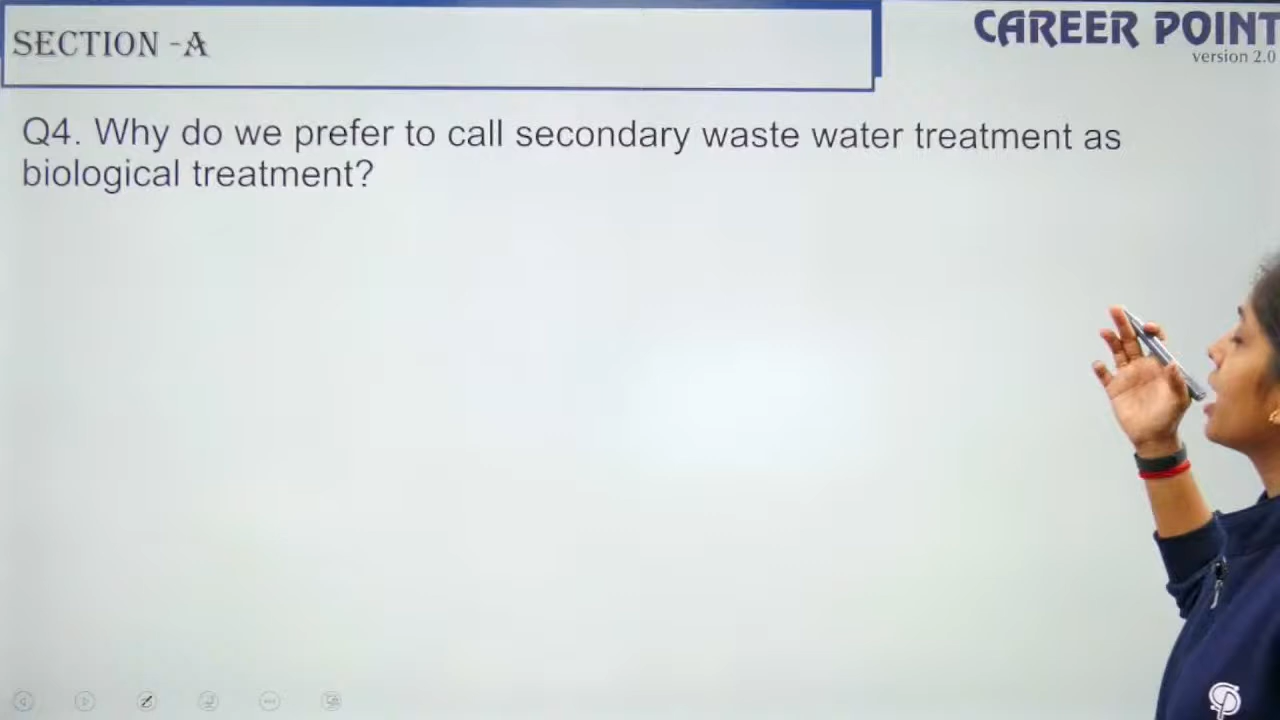 SECTION -A
CAREER POINT
version 2.0
Q4. Why do we prefer to call secondary waste water treatment as
biological treatment?